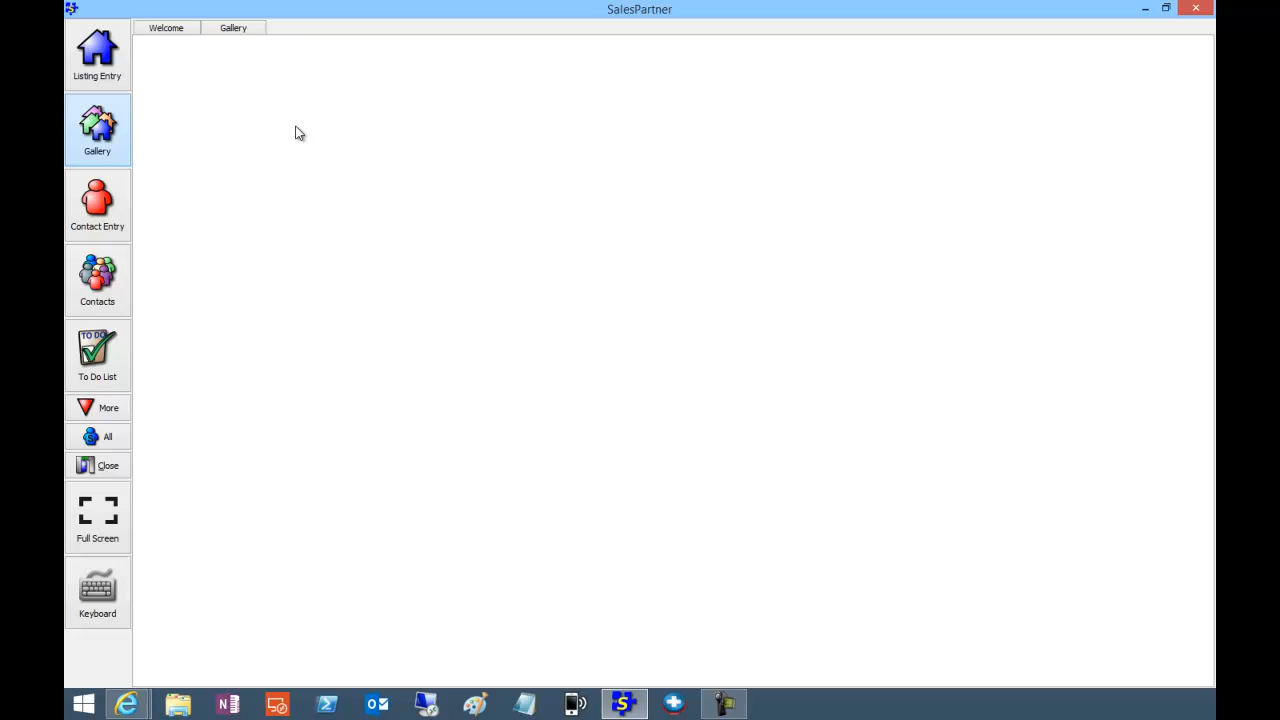 SalesPartner
Welcome
Gallery
Listing Entry
Gallery
Contact Entry
Contacts
TO DO
To Do List
More
S
All
Close
Full Screen
Keyboard
N
S